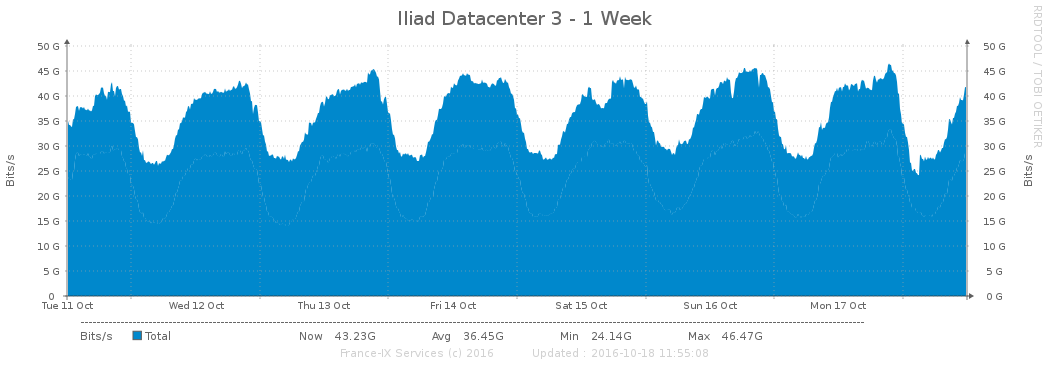 Iliad Datacenter 3 - 1 Week
RRDTOOL / TOBI OETIKER
Bits/s
50 G 50 G
45 G 45 G
40 G 40 G
35 G 35 G
30 G 30 G
25 G 25 G
20 G 20 G
15 G 15 G
10 G 10 G
5 G 5 G
0 0 G
Bits/s
Tue 11 Oct Wed 12 Oct Thu 13 Oct Fri 14 Oct Sat 15 Oct Sun 16 Oct Mon 17 Oct
Bits/s Total Now 43.23G Avg 36.45G Min 24.14G Max 46.47G
France-IX Services (c) 2016 Updated : 2016-10-18 11:55:08